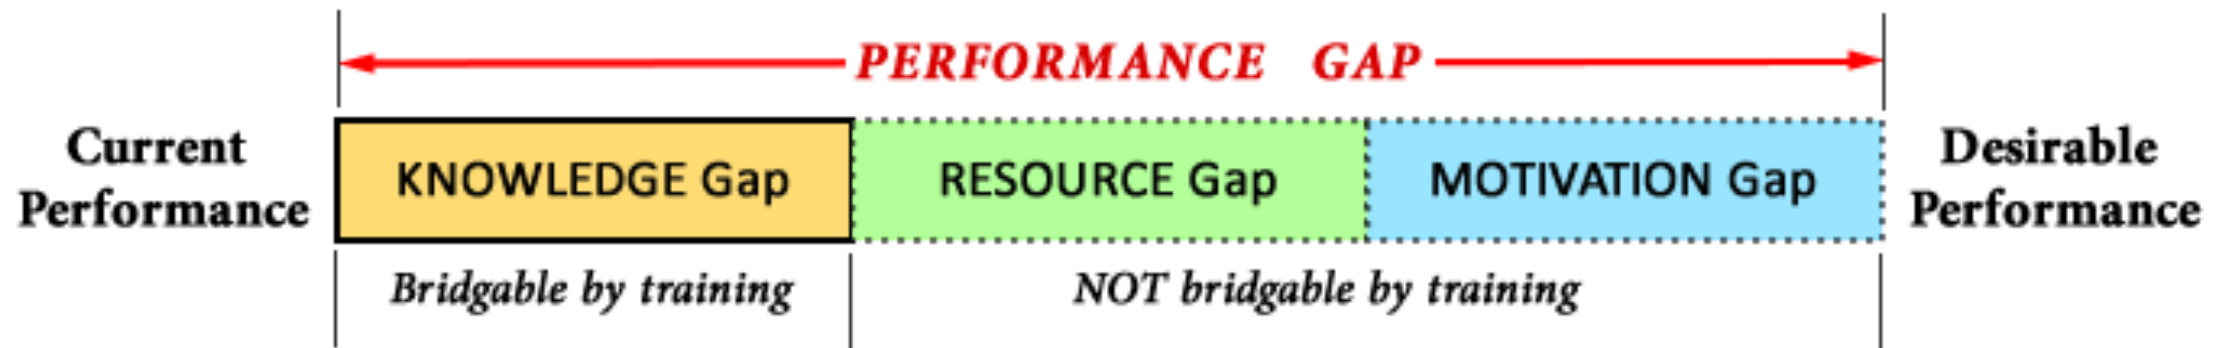 PERFORMANCE GAP
Current
Performance
KNOWLEDGE Gap
RESOURCE Gap
MOTIVATION Gap
Desirable
Performance
Bridgable by training
NOT bridgable by training